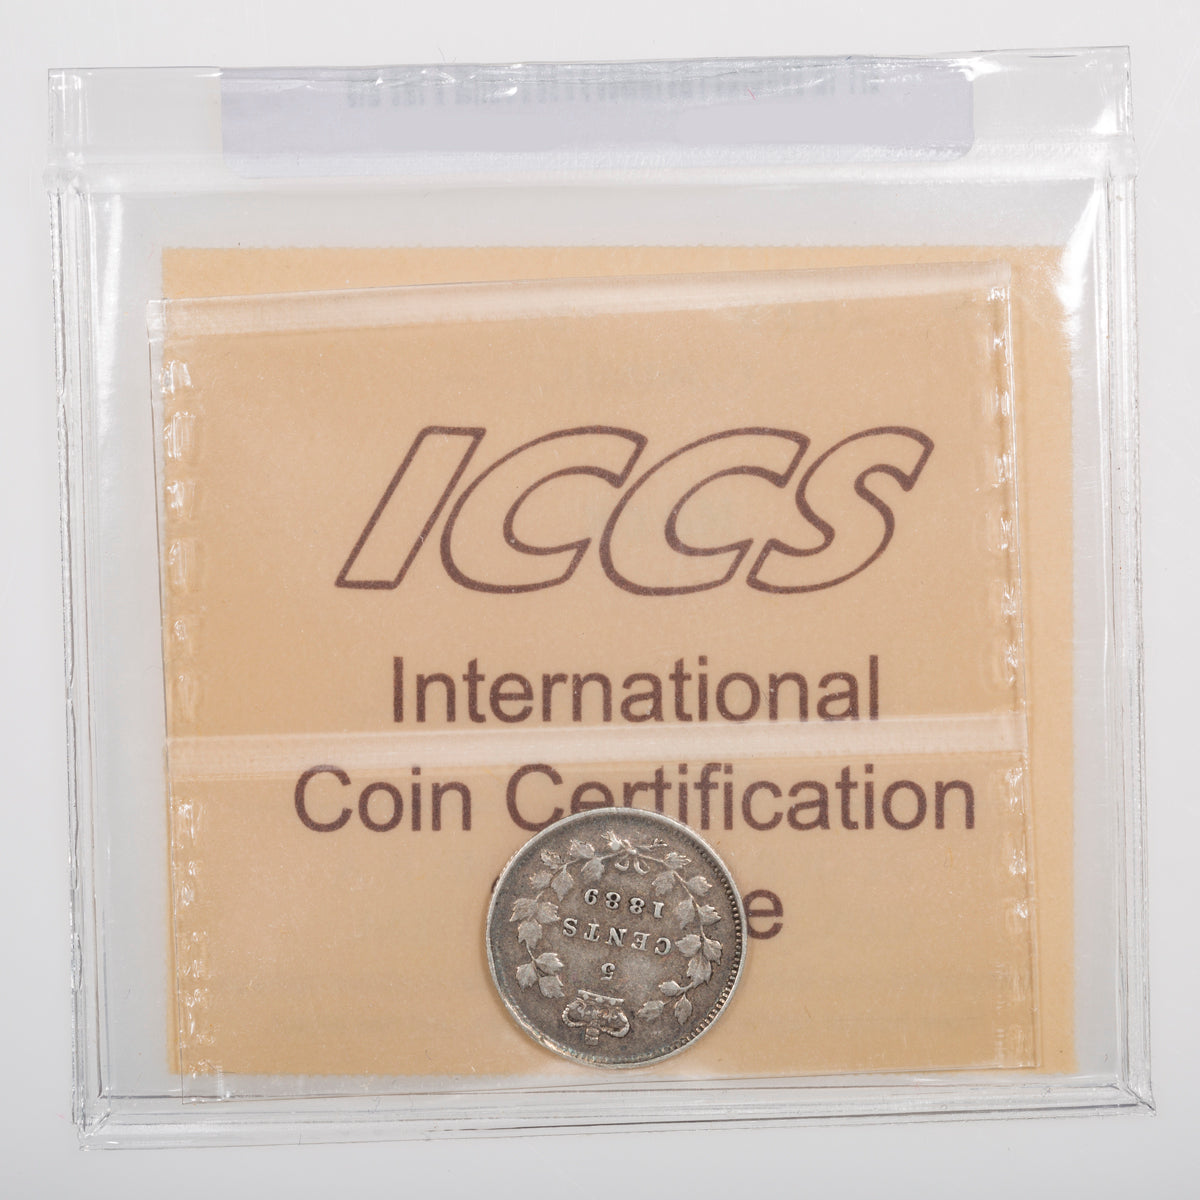 ICCS
International
Coin Certification
e
5
CENTS
1889